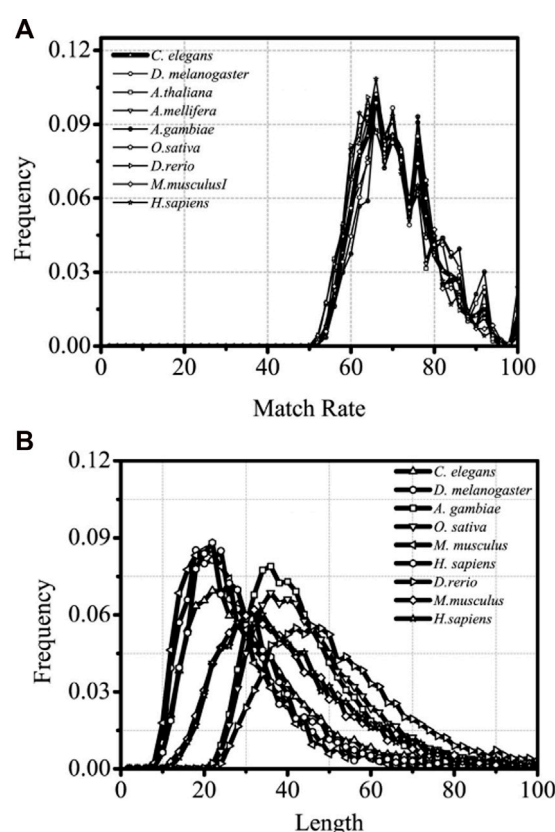 A
0.12
0.09
0.06
0.03
0.00
Frequency
C. elegans
D. melanogaster
A.thaliana
A.mellifera
A.gambiae
O.sativa
D.rerio
M.musculusI
H.sapiens
0 20 40 60 80 100
Match Rate
B
0.12
0.09
0.06
0.03
0.00
Frequency
C. elegans
D. melanogaster
A. gambiae
O. sativa
M. musculus
H. sapiens
D.rerio
M.musculus
H.sapiens
0 20 40 60 80 100
Length